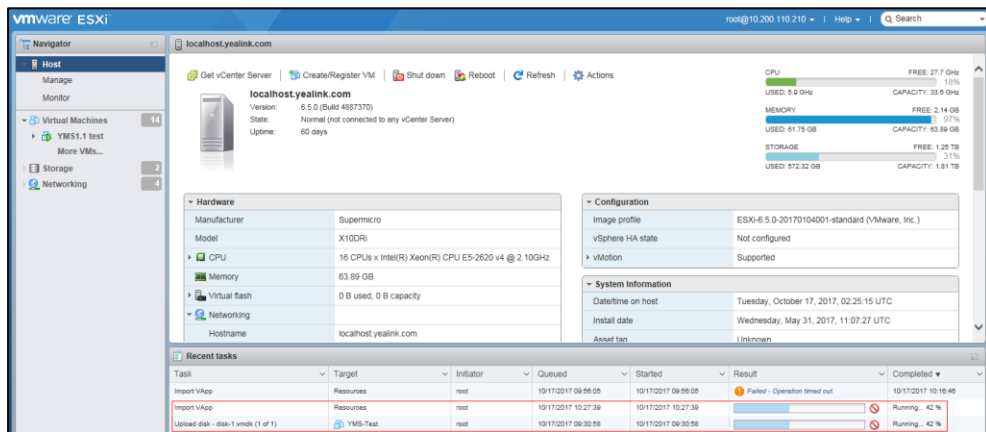 vmware ESXi
root@10.200.110.210 | Help | Search
Navigator
Host
Manage
Monitor
Virtual Machines 14
YMS1.1 test
More VMs...
Storage 2
Networking 4
localhost.yealink.com
Get vCenter Server | Create/Register VM | Shut down Reboot | Refresh | Actions
localhost.yealink.com
Version: 6.5.0 (Build 4887370)
State: Normal (not connected to any vCenter Server)
Uptime: 60 days
CPU FREE: 27.7 GHz
18%
USED: 5.9 GHz CAPACITY: 33.6 GHz
MEMORY FREE: 2.14 GB
97%
USED: 61.75 GB CAPACITY: 63.89 GB
STORAGE FREE: 1.25 TB
31%
USED: 572.32 GB CAPACITY: 1.81 TB
Hardware
Manufacturer Supermicro
Model X10DRi
CPU 16 CPUs x Intel(R) Xeon(R) CPU E5-2620 v4 @ 2.10GHz
Memory 63.89 GB
Virtual flash 0 B used, 0 B capacity
Networking
Hostname localhost.yealink.com
Configuration
Image profile ESXi-6.5.0-20170104001-standard (VMware, Inc.)
vSphere HA state Not configured
vMotion Supported
System Information
Date/time on host Tuesday, October 17, 2017, 02:25:15 UTC
Install date Wednesday, May 31, 2017, 11:07:27 UTC
Asset tag Unknown
Recent tasks
Task Target Initiator Queued Started Result Completed
Import VApp Resources root 10/17/2017 09:56:05 10/17/2017 09:56:05 Failed - Operation timed out. 10/17/2017 10:16:46
Import VApp Resources root 10/17/2017 10:27:39 10/17/2017 10:27:39 Running... 42 %
Upload disk - disk-1.vmdk (1 of 1) YMS-Test root 10/17/2017 09:30:58 10/17/2017 09:30:58 Running... 42 %